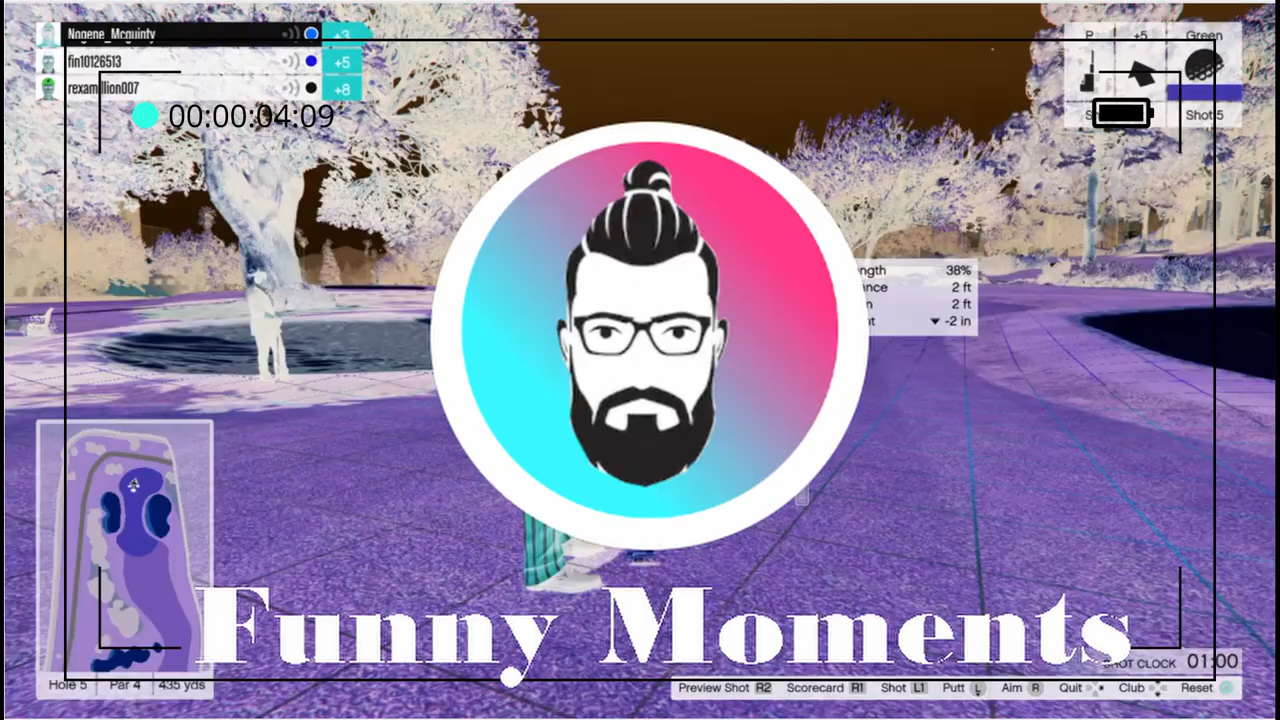 Nogene_Mcguinty +3
fin10126513 +5
rexamillion007 +8
00:00:04:09
P +5 Green
Shot 5
38%
2 ft
2 ft
-2 in
Funny Moments
SHOT CLOCK 01:00
Hole 5 Par 4 435 yds
Preview Shot R2 Scorecard R1 Shot L1 Putt L Aim R Quit Club Reset